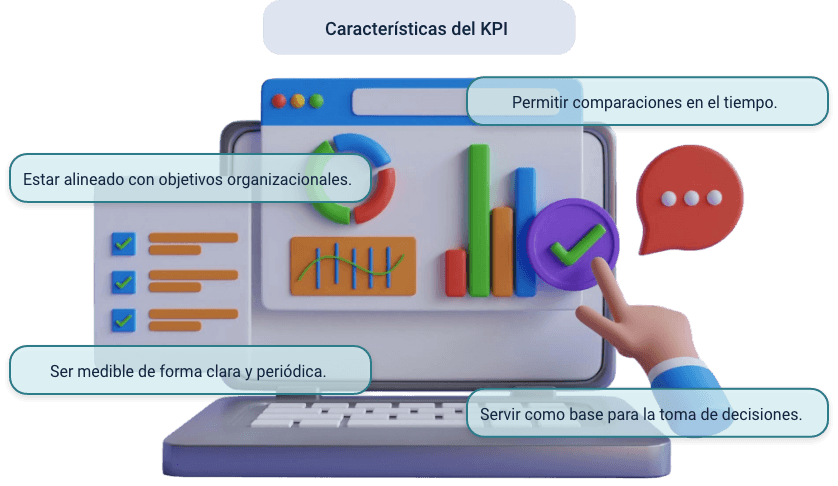 Características del KPI
Permitir comparaciones en el tiempo.
Estar alineado con objetivos organizacionales.
Ser medible de forma clara y periódica.
Servir como base para la toma de decisiones.